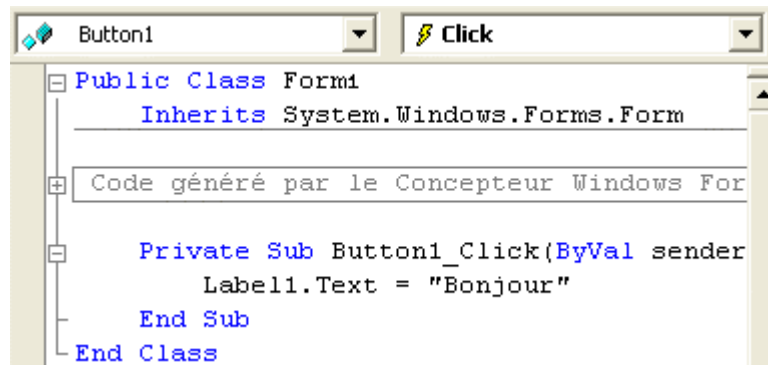 Button1 Click
Public Class Form1
Inherits System.Windows.Forms.Form
Code généré par le Concepteur Windows For
Private Sub Button1_Click(ByVal sender
Label1.Text = "Bonjour"
End Sub
End Class